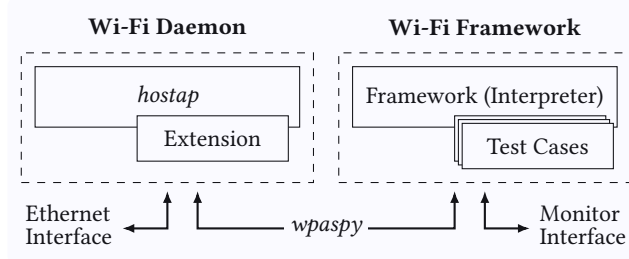 Wi-Fi Daemon
Wi-Fi Framework
hostap
Extension
Framework (Interpreter)
Test Cases
Ethernet
Interface
wpaspy
Monitor
Interface